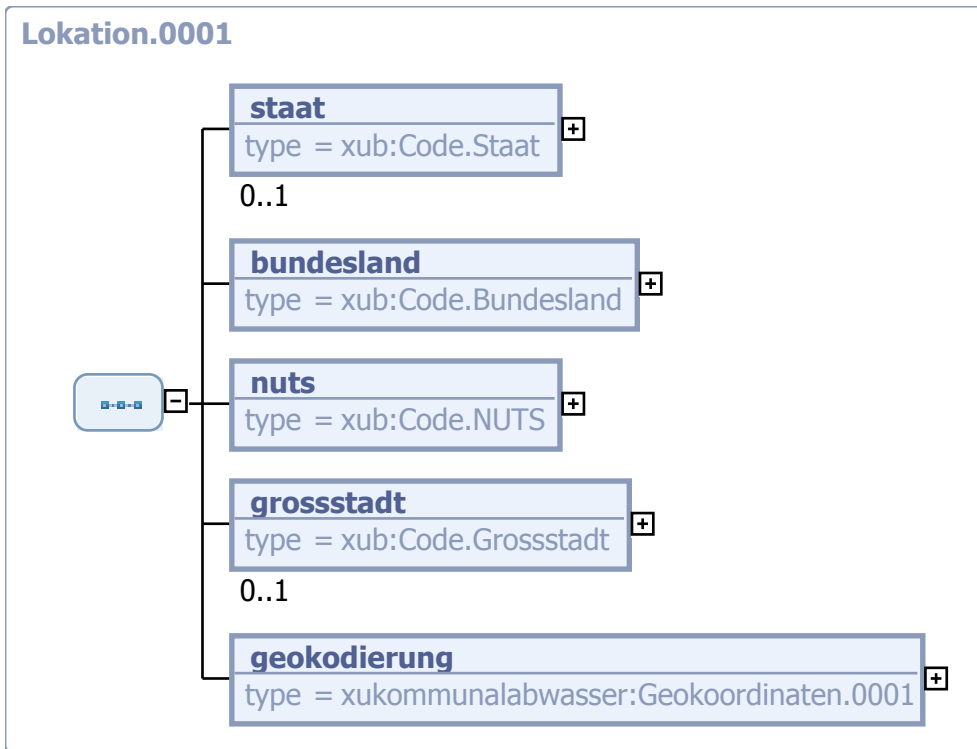 Lokation.0001
staat
type = xub:Code.Staat
0..1
bundesland
type = xub:Code.Bundesland
nuts
type = xub:Code.NUTS
grossstadt
type = xub:Code.Grossstadt
0..1
geokodierung
type = xukommunalabwasser:Geokoordinaten.0001